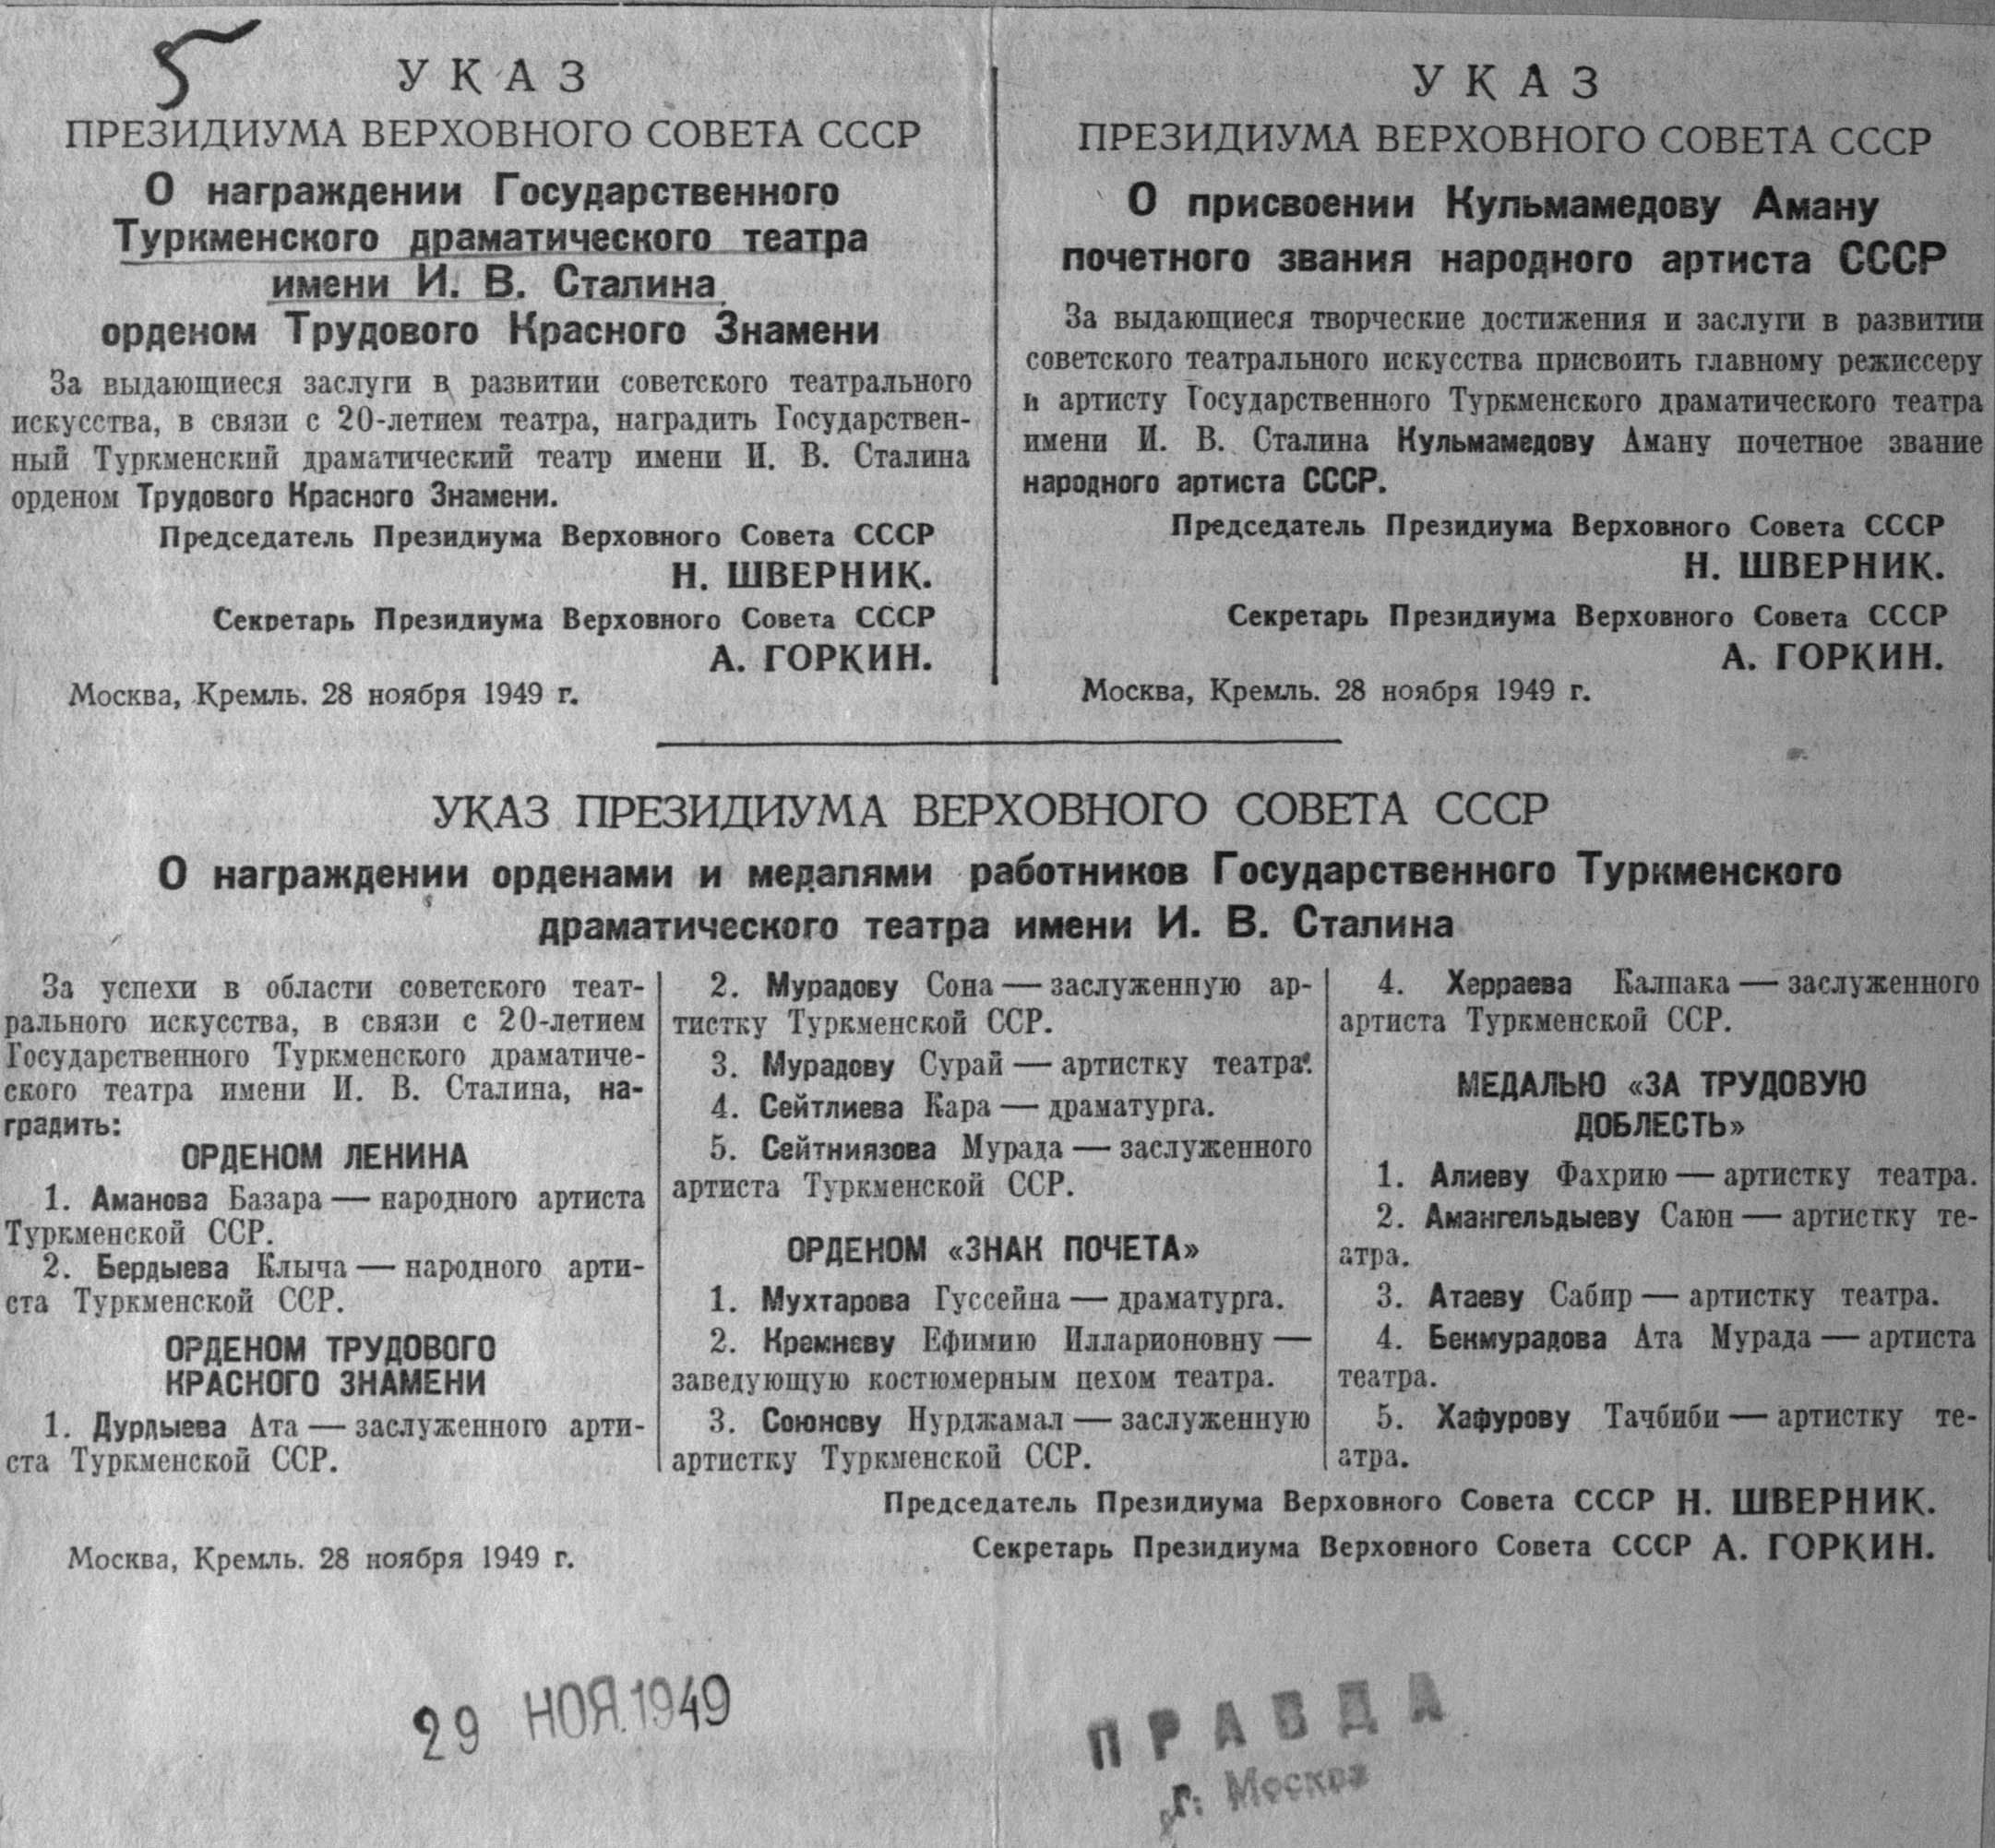 5
УКАЗ
ПРЕЗИДИУМА ВЕРХОВНОГО СОВЕТА СССР
О награждении Государственного
Туркменского драматического театра
имени И. В. Сталина
орденом Трудового Красного Знамени
За выдающиеся заслуги в развитии советского театрального
искусства, в связи с 20-летием театра, наградить Государствен-
ный Туркменский драматический театр имени И. В. Сталина
орденом Трудового Красного Знамени.
Председатель Президиума Верховного Совета СССР
Н. ШВЕРНИК.
Секретарь Президиума Верховного Совета СССР
А. ГОРКИН.
Москва, Кремль. 28 ноября 1949 г.
УКАЗ
ПРЕЗИДИУМА ВЕРХОВНОГО СОВЕТА СССР
О присвоении Кульмамедову Аману
почетного звания народного артиста СССР
За выдающиеся творческие достижения и заслуги в развитии
советского театрального искусства присвоить главному режиссеру
и артисту Государственного Туркменского драматического театра
имени И. В. Сталина Кульмамедову Аману почетное звание
народного артиста СССР.
Председатель Президиума Верховного Совета СССР
Н. ШВЕРНИК.
Секретарь Президиума Верховного Совета СССР
А. ГОРКИН.
Москва, Кремль. 28 ноября 1949 г.
УКАЗ ПРЕЗИДИУМА ВЕРХОВНОГО СОВЕТА СССР
О награждении орденами и медалями работников Государственного Туркменского
драматического театра имени И. В. Сталина
За успехи в области советского теат-
рального искусства, в связи с 20-летием
Государственного Туркменского драматиче-
ского театра имени И. В. Сталина, на-
градить:
ОРДЕНОМ ЛЕНИНА
1. Аманова Базара — народного артиста
Туркменской ССР.
2. Бердыева Клыча — народного арти-
ста Туркменской ССР.
ОРДЕНОМ ТРУДОВОГО
КРАСНОГО ЗНАМЕНИ
1. Дурдыева Ата — заслуженного арти-
ста Туркменской ССР.
2. Мурадову Сона — заслуженную ар-
тистку Туркменской ССР.
3. Мурадову Сурай — артистку театра.
4. Сейтлиева Кара — драматурга.
5. Сейтниязова Мурада — заслуженного
артиста Туркменской ССР.
ОРДЕНОМ «ЗНАК ПОЧЕТА»
1. Мухтарова Гуссейна — драматурга.
2. Кремневу Ефимию Илларионовну —
заведующую костюмерным цехом театра.
3. Союнову Нурджамал — заслуженную
артистку Туркменской ССР.
4. Херраева Калпака — заслуженного
артиста Туркменской ССР.
МЕДАЛЬЮ «ЗА ТРУДОВУЮ
ДОБЛЕСТЬ»
1. Алиеву Фахрию — артистку театра.
2. Амангельдыеву Саюн — артистку те-
атра.
3. Атаеву Сабир — артистку театра.
4. Бекмурадова Ата Мурада — артиста
театра.
5. Хафурову Тачбиби — артистку те-
атра.
Председатель Президиума Верховного Совета СССР Н. ШВЕРНИК.
Секретарь Президиума Верховного Совета СССР А. ГОРКИН.
Москва, Кремль. 28 ноября 1949 г.
29 НОЯ.1949
ПРАВДА
г. Москва